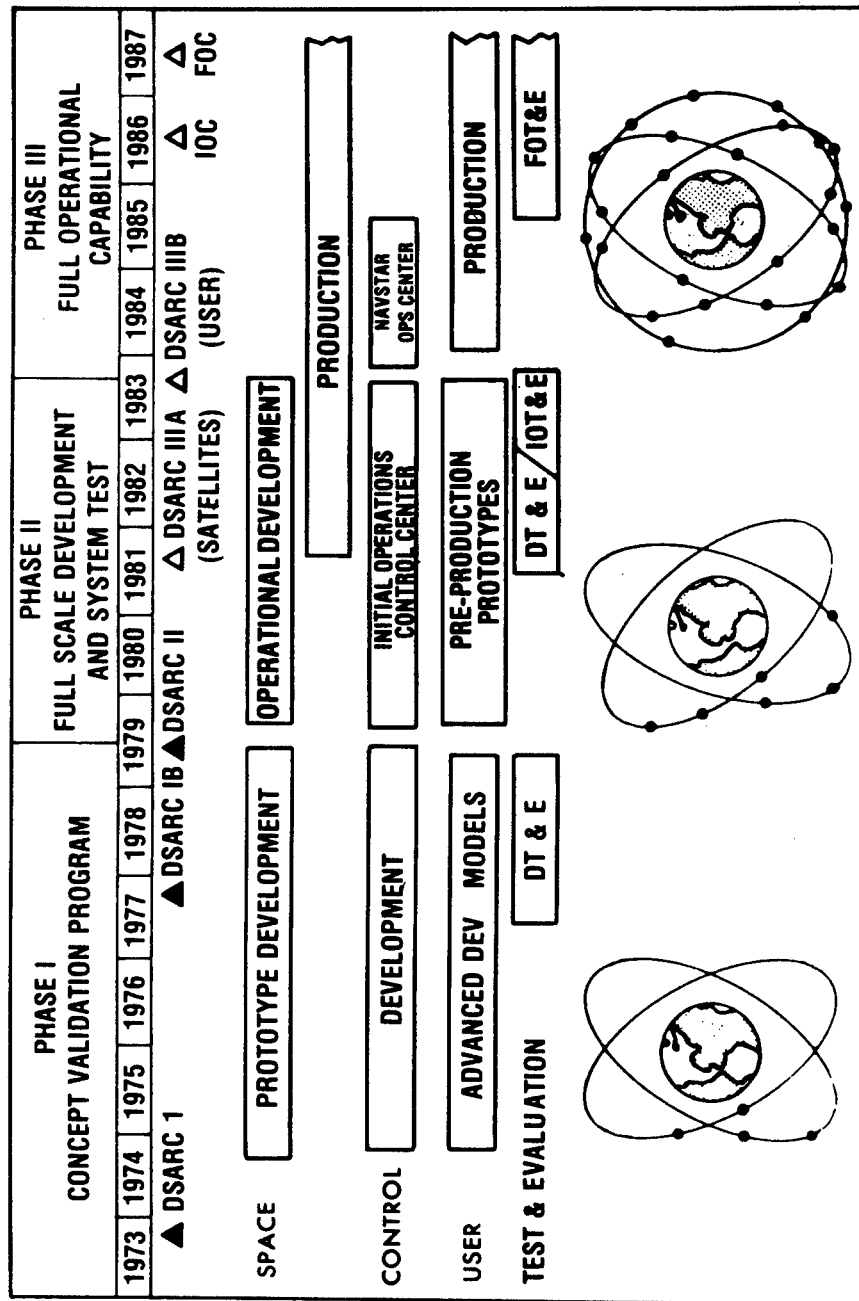 PHASE I
CONCEPT VALIDATION PROGRAM
PHASE II
FULL SCALE DEVELOPMENT
AND SYSTEM TEST
PHASE III
FULL OPERATIONAL
CAPABILITY
1973 1974 1975 1976 1977 1978 1979 1980 1981 1982 1983 1984 1985 1986 1987
▲ DSARC 1
▲ DSARC IB
▲ DSARC II
△ DSARC III A
(SATELLITES)
△ DSARC IIIB
(USER)
△
IOC
△
FOC
SPACE
PROTOTYPE DEVELOPMENT
OPERATIONAL DEVELOPMENT
PRODUCTION
CONTROL
DEVELOPMENT
INITIAL OPERATIONS
CONTROL CENTER
NAVSTAR
OPS CENTER
USER
ADVANCED DEV MODELS
PRE-PRODUCTION
PROTOTYPES
PRODUCTION
TEST & EVALUATION
DT & E
DT & E / IOT&E
FOT&E